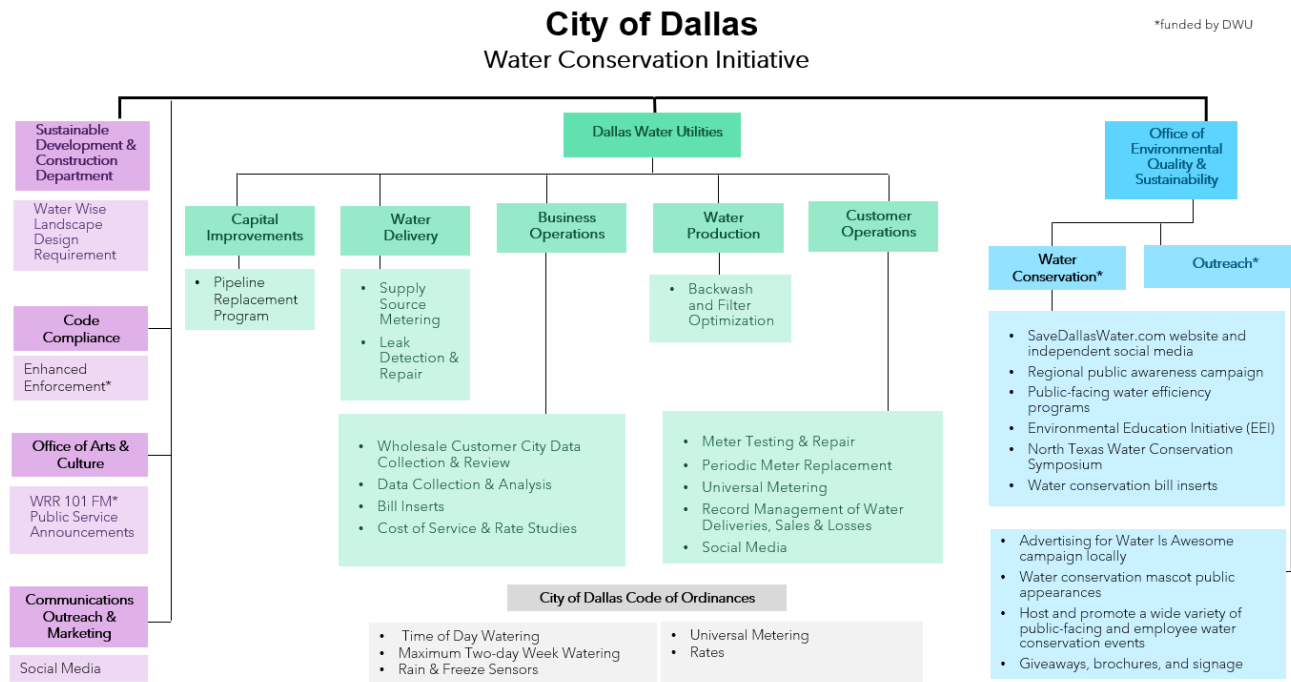 City of Dallas
Water Conservation Initiative
*funded by DWU
Sustainable
Development &
Construction
Department
Water Wise
Landscape
Design
Requirement
Code
Compliance
Enhanced
Enforcement*
Office of Arts &
Culture
WRR 101 FM*
Public Service
Announcements
Communications
Outreach &
Marketing
Social Media
Dallas Water Utilities
Capital
Improvements
• Pipeline
Replacement
Program
Water
Delivery
• Supply
Source
Metering
• Leak
Detection &
Repair
Business
Operations
• Wholesale Customer City Data
Collection & Review
• Data Collection & Analysis
• Bill Inserts
• Cost of Service & Rate Studies
Water
Production
• Backwash
and Filter
Optimization
Customer
Operations
• Meter Testing & Repair
• Periodic Meter Replacement
• Universal Metering
• Record Management of Water
Deliveries, Sales & Losses
• Social Media
Office of
Environmental
Quality &
Sustainability
Water
Conservation*
• SaveDallasWater.com website and
independent social media
• Regional public awareness campaign
• Public-facing water efficiency
programs
• Environmental Education Initiative (EEI)
• North Texas Water Conservation
Symposium
• Water conservation bill inserts
Outreach*
• Advertising for Water Is Awesome
campaign locally
• Water conservation mascot public
appearances
• Host and promote a wide variety of
public-facing and employee water
conservation events
• Giveaways, brochures, and signage
City of Dallas Code of Ordinances
• Time of Day Watering
• Maximum Two-day Week Watering
• Rain & Freeze Sensors
• Universal Metering
• Rates